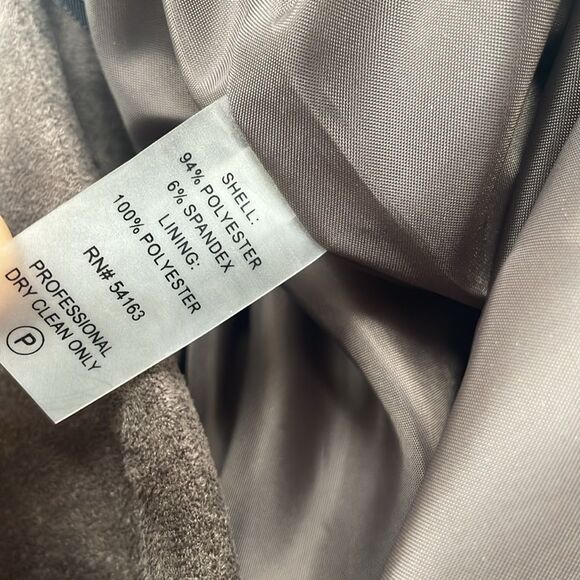 SHELL:
94% POLYESTER
6% SPANDEX
LINING:
100% POLYESTER
RN# 54163
PROFESSIONAL
DRY CLEAN ONLY
P